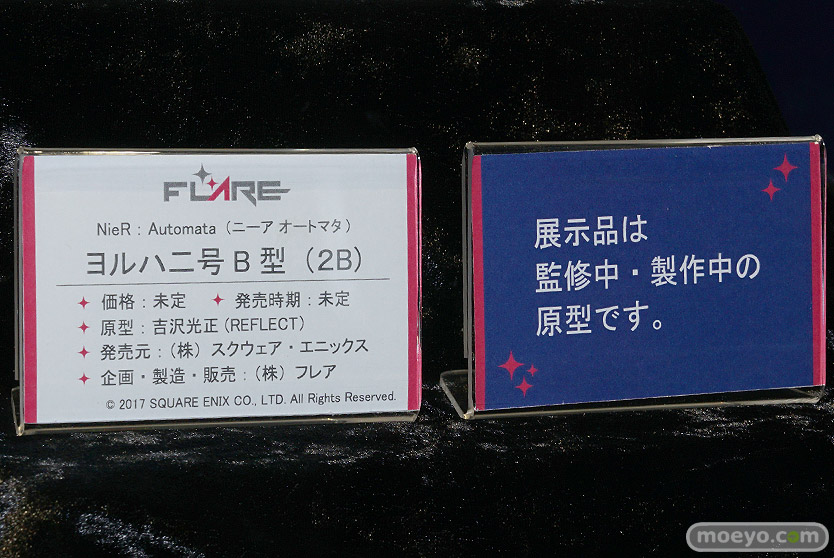 FLARE
NieR : Automata (ニーア オートマタ)
ヨルハ二号B型 (2B)
価格 : 未定 発売時期 : 未定
原型 : 吉沢光正 (REFLECT)
発売元 : (株) スクウェア・エニックス
企画・製造・販売 : (株) フレア
© 2017 SQUARE ENIX CO., LTD. All Rights Reserved.
展示品は
監修中・製作中の
原型です。
moeyo.com